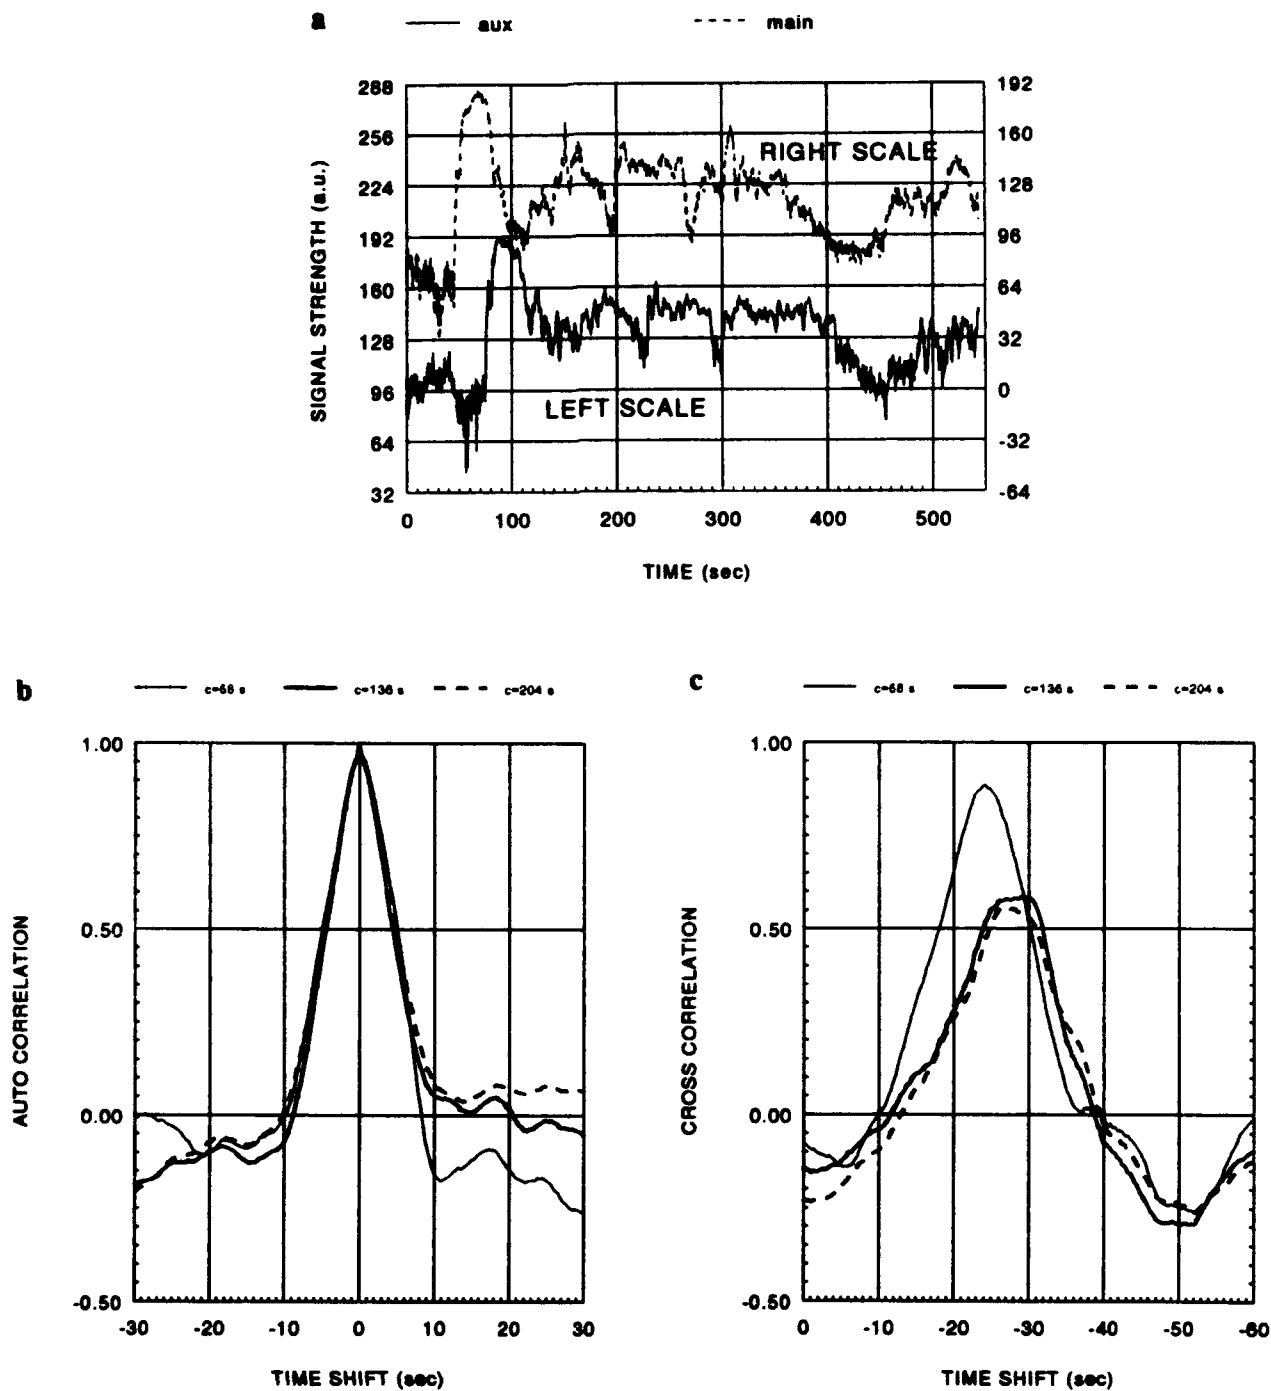 a aux main
288 192
256 160
RIGHT SCALE
224 128
192 96
160 64
128 32
96 0
LEFT SCALE
64 -32
32 -64
0 100 200 300 400 500
SIGNAL STRENGTH (a.u.)
TIME (sec)
b c=68 s c=136 s c=204 s
1.00
0.50
0.00
-0.50
-30 -20 -10 0 10 20 30
AUTO CORRELATION
TIME SHIFT (sec)
c c=68 s c=136 s c=204 s
1.00
0.50
0.00
-0.50
0 -10 -20 -30 -40 -50 -60
CROSS CORRELATION
TIME SHIFT (sec)